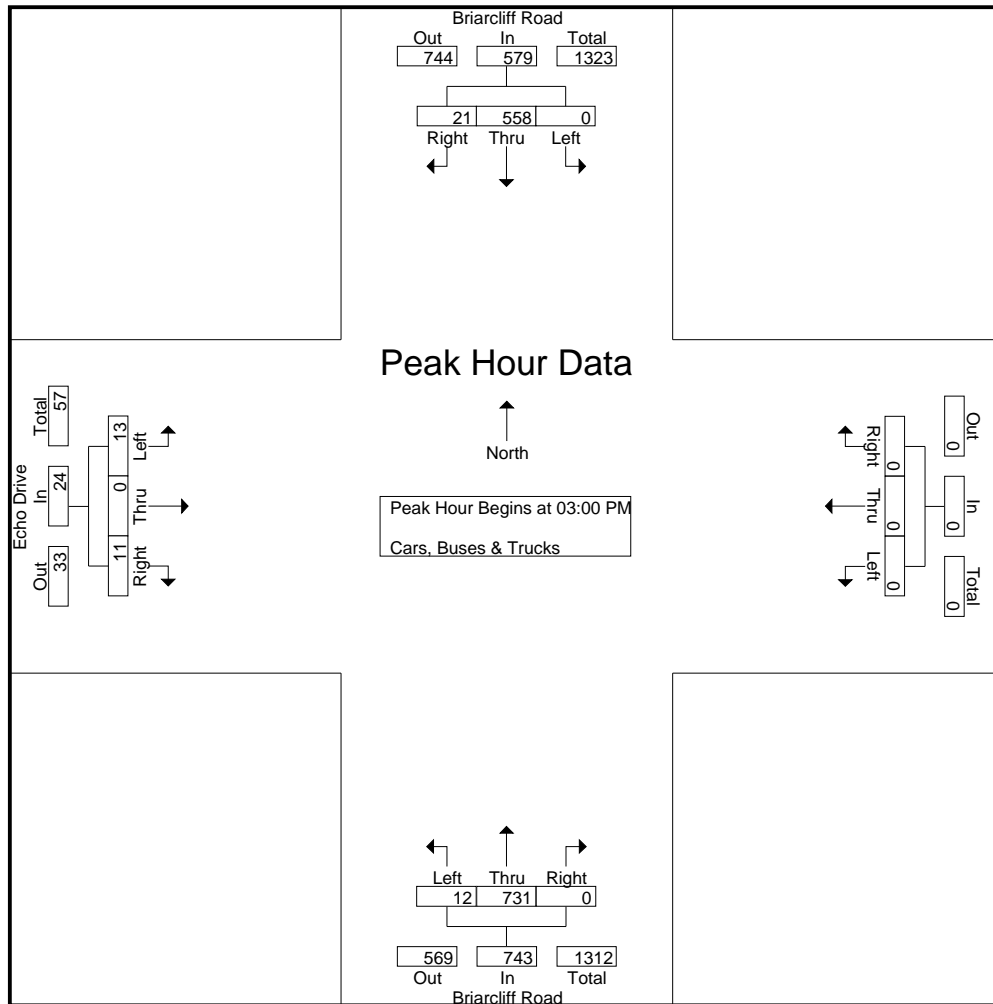 Briarcliff Road
Out In Total
744 579 1323
21 558 0
Right Thru Left
Peak Hour Data
North
Peak Hour Begins at 03:00 PM
Cars, Buses & Trucks
Echo Drive
Out In Total
33 24 57
11 0 13
Right Thru Left
Out In Total
0 0 0
0 0 0
Right Thru Left
Left Thru Right
12 731 0
569 743 1312
Out In Total
Briarcliff Road